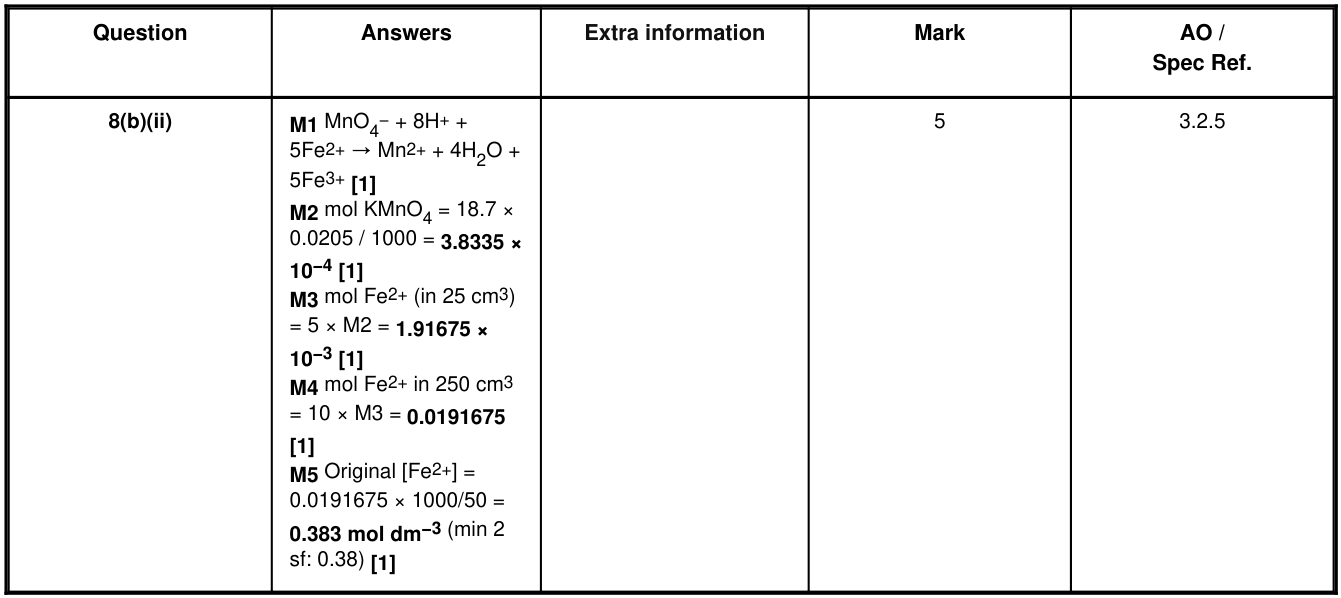 Question Answers Extra information Mark AO /
Spec Ref.
8(b)(ii) M1 MnO₄⁻ + 8H⁺ + 5 3.2.5
5Fe²⁺ → Mn²⁺ + 4H₂O +
5Fe³⁺ [1]
M2 mol KMnO₄ = 18.7 ×
0.0205 / 1000 = 3.8335 ×
10⁻⁴ [1]
M3 mol Fe²⁺ (in 25 cm³)
= 5 × M2 = 1.91675 ×
10⁻³ [1]
M4 mol Fe²⁺ in 250 cm³
= 10 × M3 = 0.0191675
[1]
M5 Original [Fe²⁺] =
0.0191675 × 1000/50 =
0.383 mol dm⁻³ (min 2
sf: 0.38) [1]